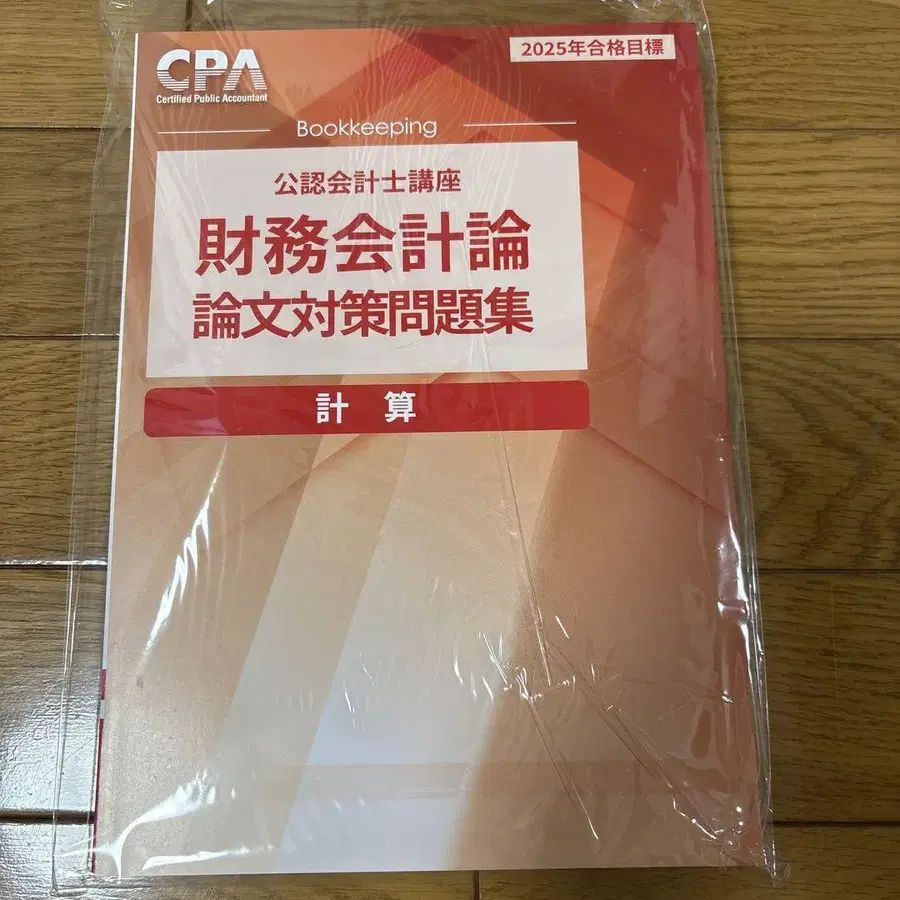 CPA
Certified Public Accountant
2025年合格目標
Bookkeeping
公認会計士講座
財務会計論
論文対策問題集
計算